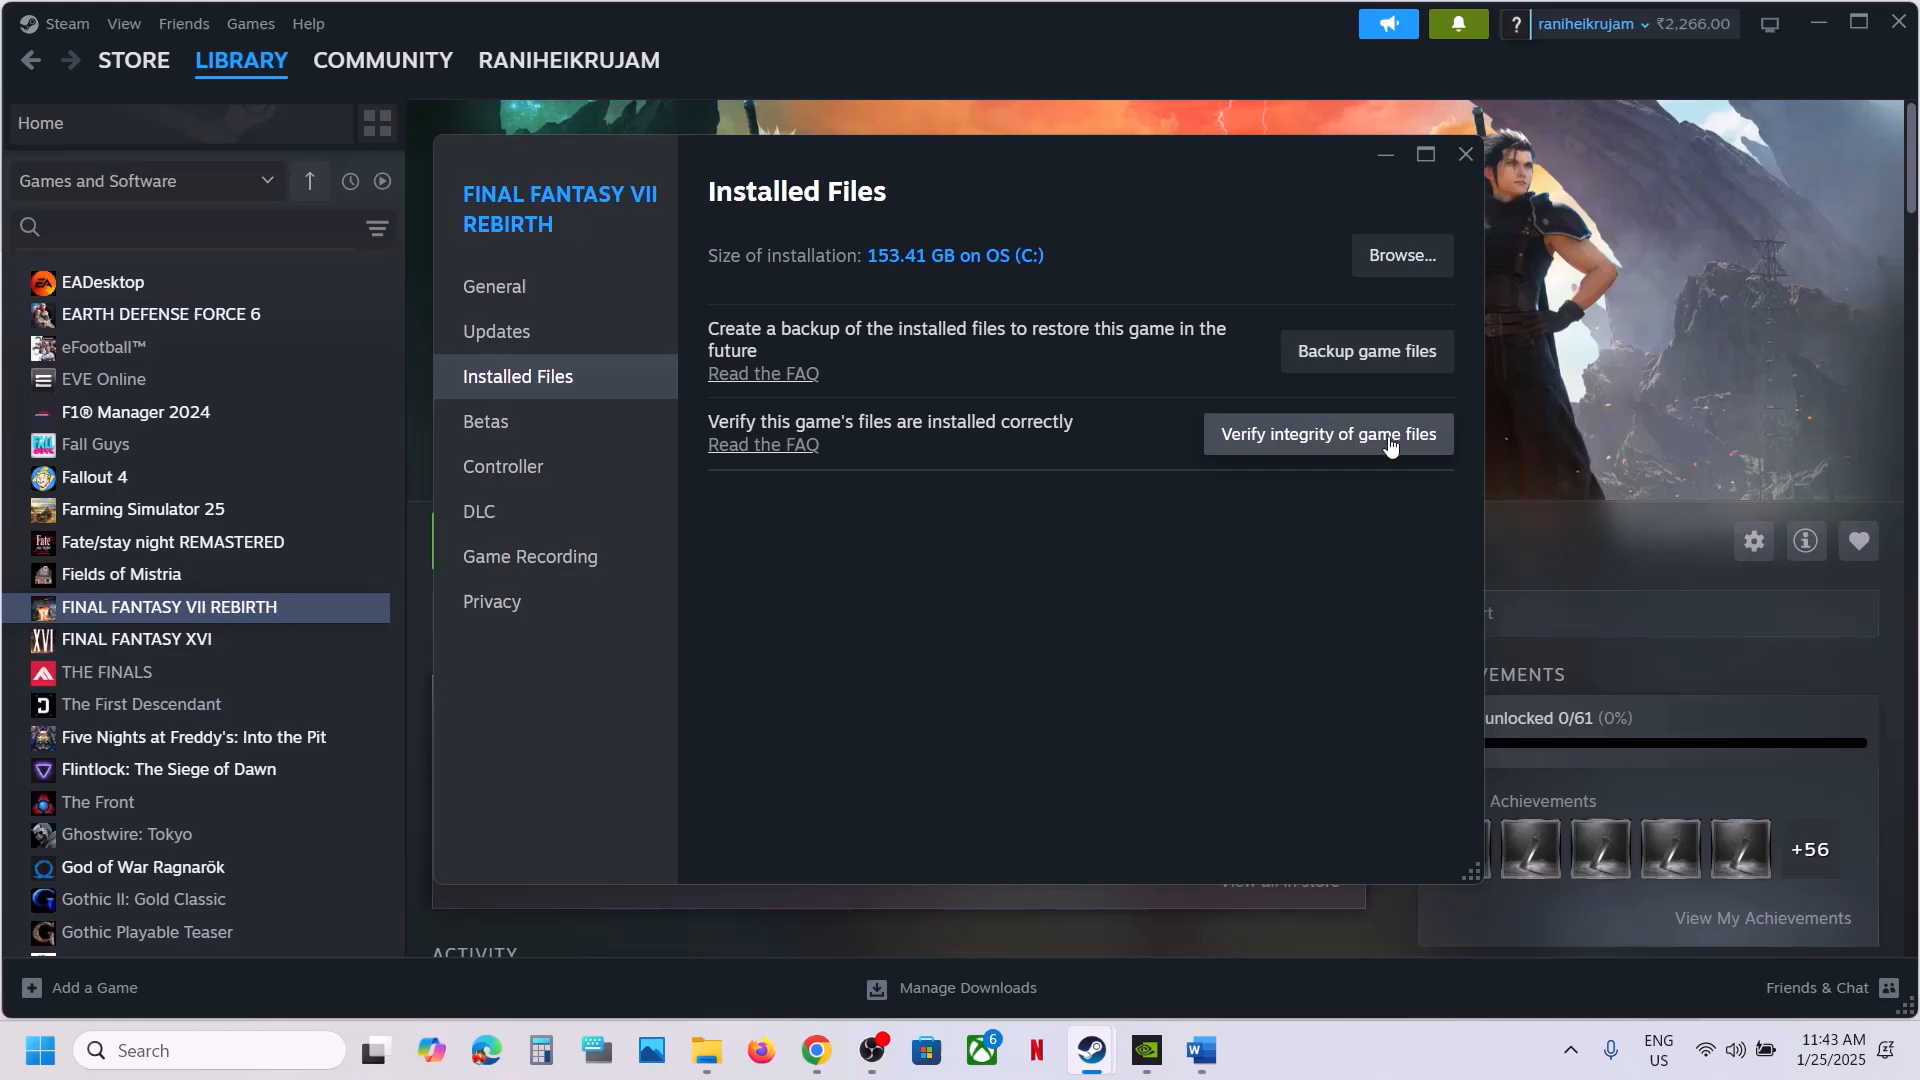 Steam View Friends Games Help
? raniheikrujam ₹2,266.00
STORE LIBRARY COMMUNITY RANIHEIKRUJAM
Home
Games and Software
EADesktop
EARTH DEFENSE FORCE 6
eFootball™
EVE Online
F1® Manager 2024
Fall Guys
Fallout 4
Farming Simulator 25
Fate/stay night REMASTERED
Fields of Mistria
FINAL FANTASY VII REBIRTH
FINAL FANTASY XVI
THE FINALS
The First Descendant
Five Nights at Freddy's: Into the Pit
Flintlock: The Siege of Dawn
The Front
Ghostwire: Tokyo
God of War Ragnarök
Gothic II: Gold Classic
Gothic Playable Teaser
FINAL FANTASY VII
REBIRTH
General
Updates
Installed Files
Betas
Controller
DLC
Game Recording
Privacy
Installed Files
Size of installation: 153.41 GB on OS (C:)
Browse...
Create a backup of the installed files to restore this game in the
future
Read the FAQ
Backup game files
Verify this game's files are installed correctly
Read the FAQ
Verify integrity of game files
VEMENTS
unlocked 0/61 (0%)
Achievements
+56
View My Achievements
View all in store
ACTIVITY
Add a Game
Manage Downloads
Friends & Chat
Search
6
ENG
US
11:43 AM
1/25/2025